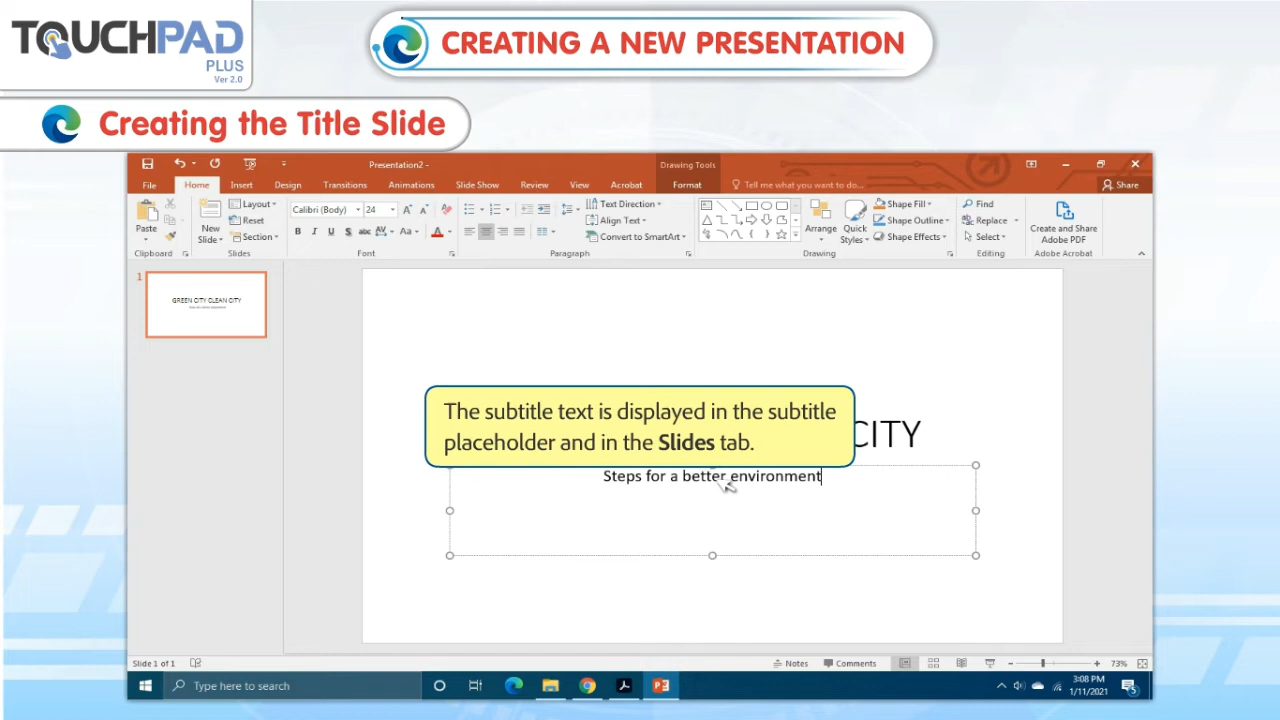 TOUCHPAD
PLUS
Ver 2.0
CREATING A NEW PRESENTATION
Creating the Title Slide
Presentation2 -
Drawing Tools
File Home Insert Design Transitions Animations Slide Show Review View Acrobat Format Tell me what you want to do... Share
Paste
New
Slide
Layout
Reset
Section
Calibri (Body) 24
Text Direction
Align Text
Convert to SmartArt
Arrange
Quick
Styles
Shape Fill
Shape Outline
Shape Effects
Find
Replace
Select
Create and Share
Adobe PDF
Clipboard Slides Font Paragraph Drawing Editing Adobe Acrobat
1
GREEN CITY CLEAN CITY
The subtitle text is displayed in the subtitle
placeholder and in the Slides tab.
CITY
Steps for a better environment
Slide 1 of 1
Notes Comments 73%
Type here to search
3:08 PM
1/11/2021